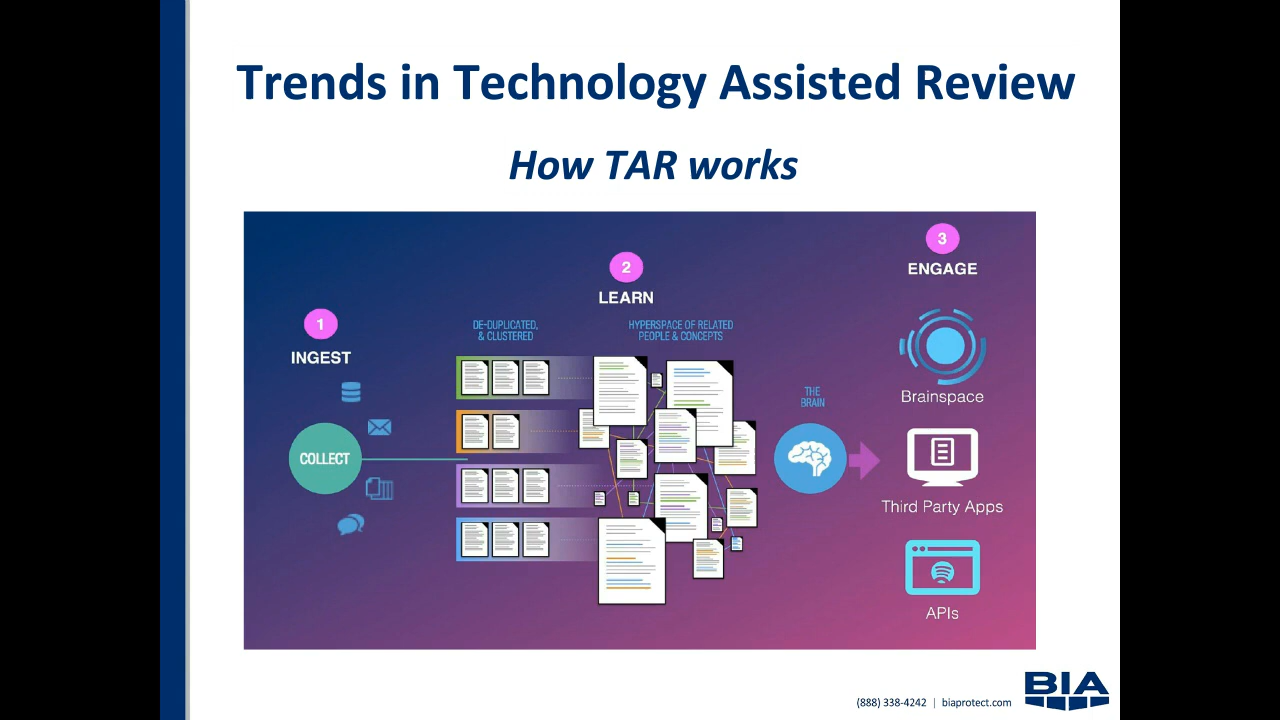 Trends in Technology Assisted Review
How TAR works
1
INGEST
COLLECT
2
LEARN
DE-DUPLICATED,
& CLUSTERED
HYPERSPACE OF RELATED
PEOPLE & CONCEPTS
THE
BRAIN
3
ENGAGE
Brainspace
Third Party Apps
APIs
(888) 338-4242 | biaprotect.com
BIA